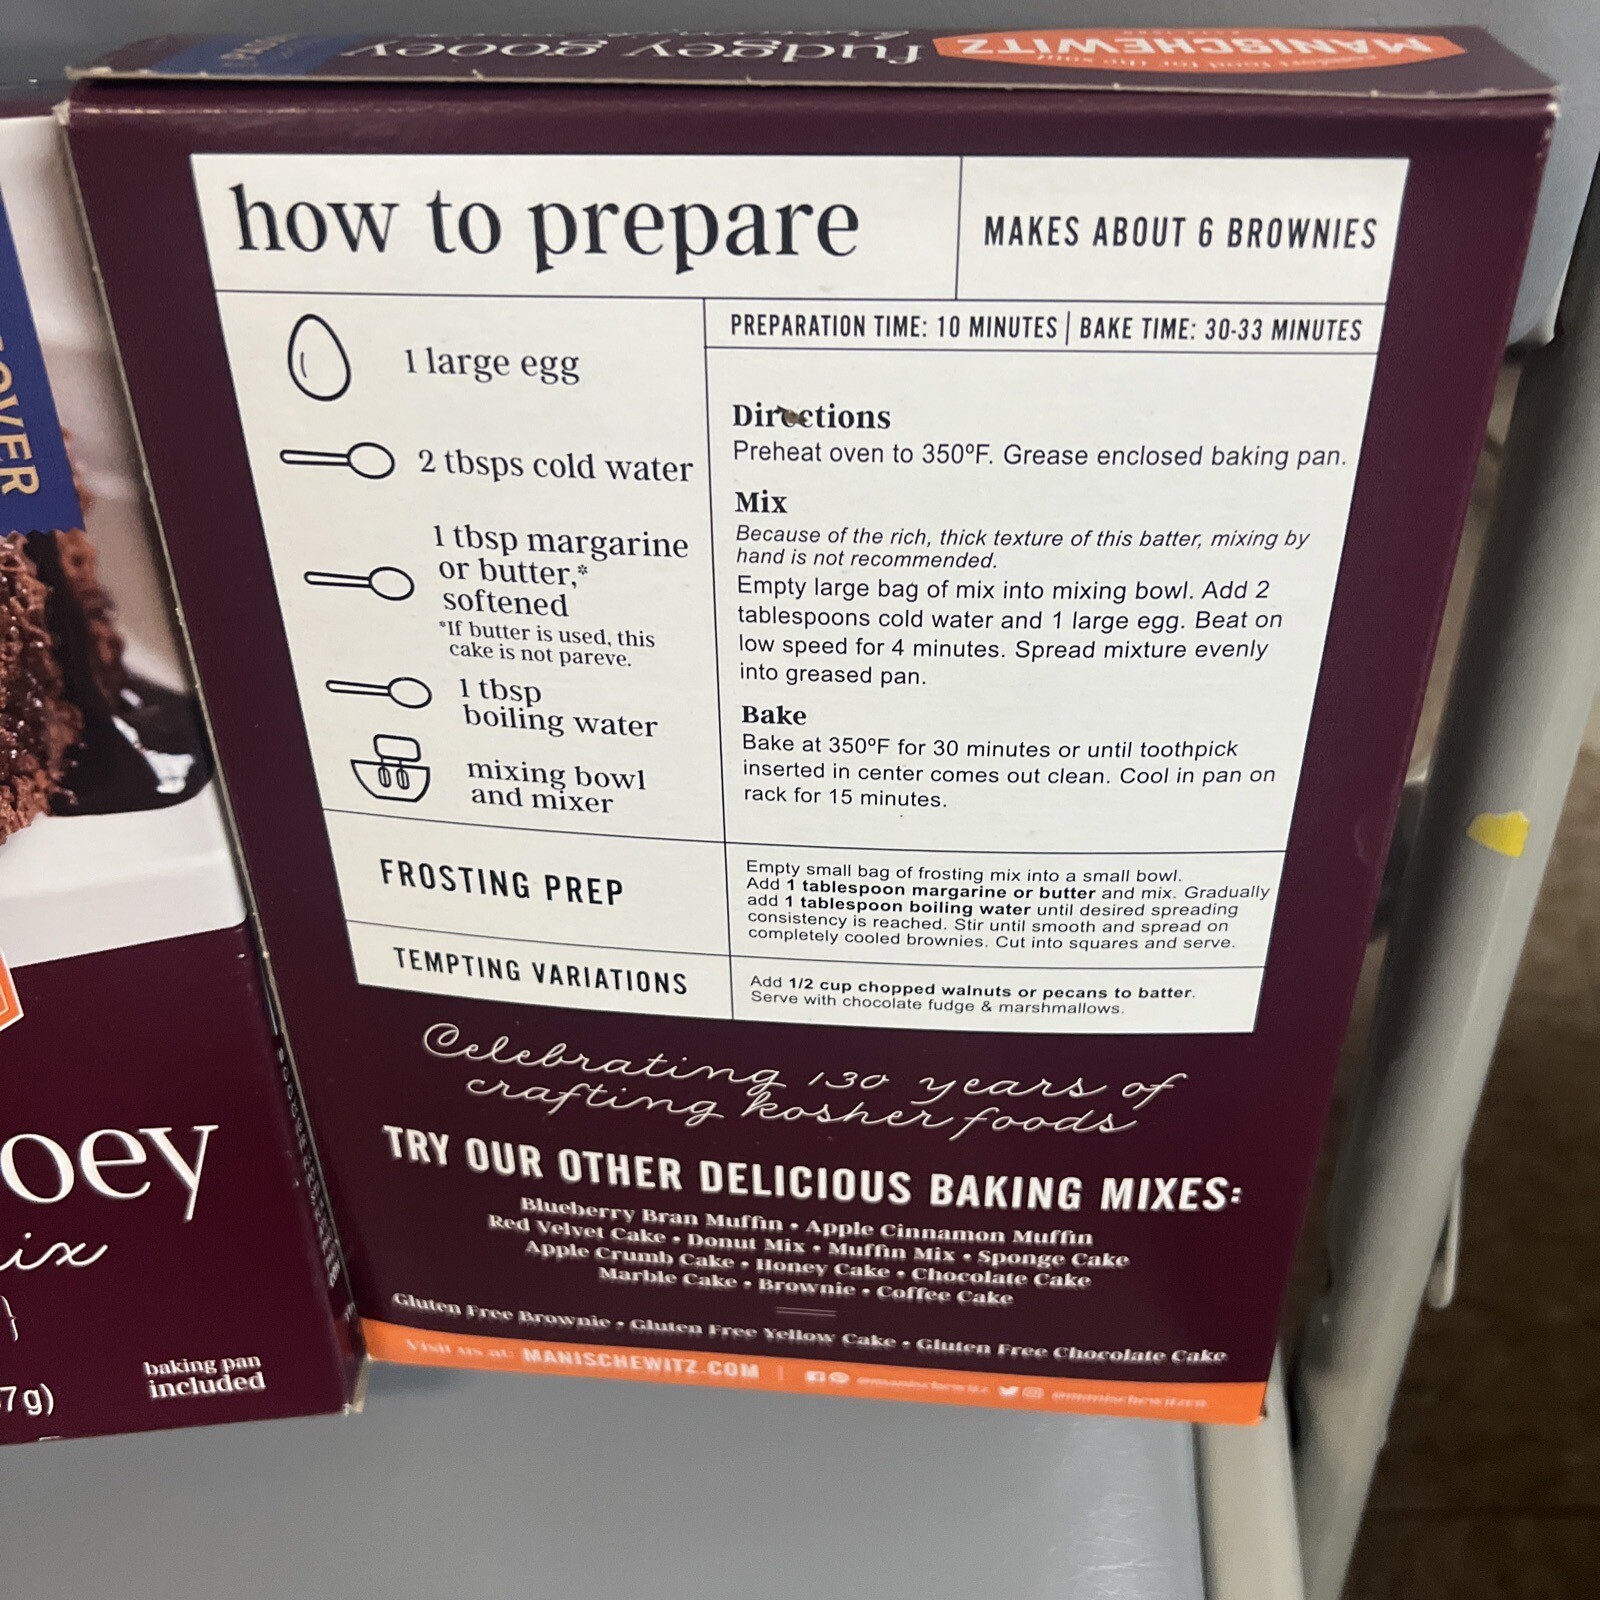 MANISCHEWITZ
comfort food for the soul
fudgey gooey
how to prepare
MAKES ABOUT 6 BROWNIES
1 large egg
2 tbsps cold water
1 tbsp margarine
or butter,*
softened
*If butter is used, this
cake is not pareve.
1 tbsp
boiling water
mixing bowl
and mixer
PREPARATION TIME: 10 MINUTES | BAKE TIME: 30-33 MINUTES
Directions
Preheat oven to 350ºF. Grease enclosed baking pan.
Mix
Because of the rich, thick texture of this batter, mixing by
hand is not recommended.
Empty large bag of mix into mixing bowl. Add 2
tablespoons cold water and 1 large egg. Beat on
low speed for 4 minutes. Spread mixture evenly
into greased pan.
Bake
Bake at 350ºF for 30 minutes or until toothpick
inserted in center comes out clean. Cool in pan on
rack for 15 minutes.
FROSTING PREP
Empty small bag of frosting mix into a small bowl.
Add 1 tablespoon margarine or butter and mix. Gradually
add 1 tablespoon boiling water until desired spreading
consistency is reached. Stir until smooth and spread on
completely cooled brownies. Cut into squares and serve.
TEMPTING VARIATIONS
Add 1/2 cup chopped walnuts or pecans to batter.
Serve with chocolate fudge & marshmallows.
Celebrating 130 years of
crafting kosher foods
TRY OUR OTHER DELICIOUS BAKING MIXES:
Blueberry Bran Muffin • Apple Cinnamon Muffin
Red Velvet Cake • Donut Mix • Muffin Mix • Sponge Cake
Apple Crumb Cake • Honey Cake • Chocolate Cake
Marble Cake • Brownie • Coffee Cake
Gluten Free Brownie • Gluten Free Yellow Cake • Gluten Free Chocolate Cake
Visit us at: MANISCHEWITZ.COM |
OVER
oey
ix
}
7g)
baking pan
included